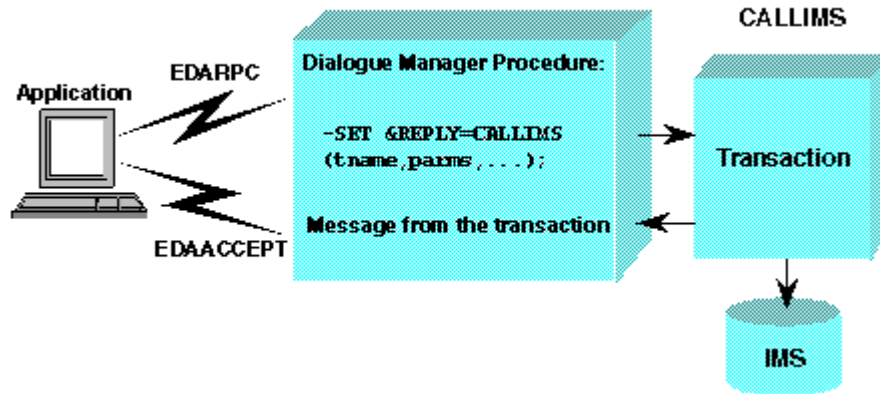 CALLIMS
Application
EDARPC
Dialogue Manager Procedure:
-SET &REPLY=CALLIMS
(tname,parms,...);
Message from the transaction
EDAACCEPT
Transaction
IMS